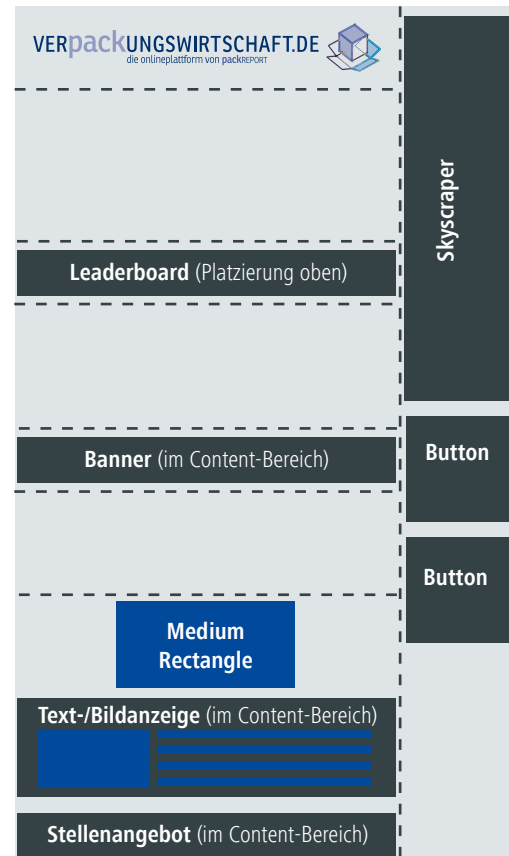 VERpackUNGSWIRTSCHAFT.DE
die onlineplattform von packREPORT
Skyscraper
Leaderboard (Platzierung oben)
Banner (im Content-Bereich)
Button
Button
Medium
Rectangle
Text-/Bildanzeige (im Content-Bereich)
Stellenangebot (im Content-Bereich)